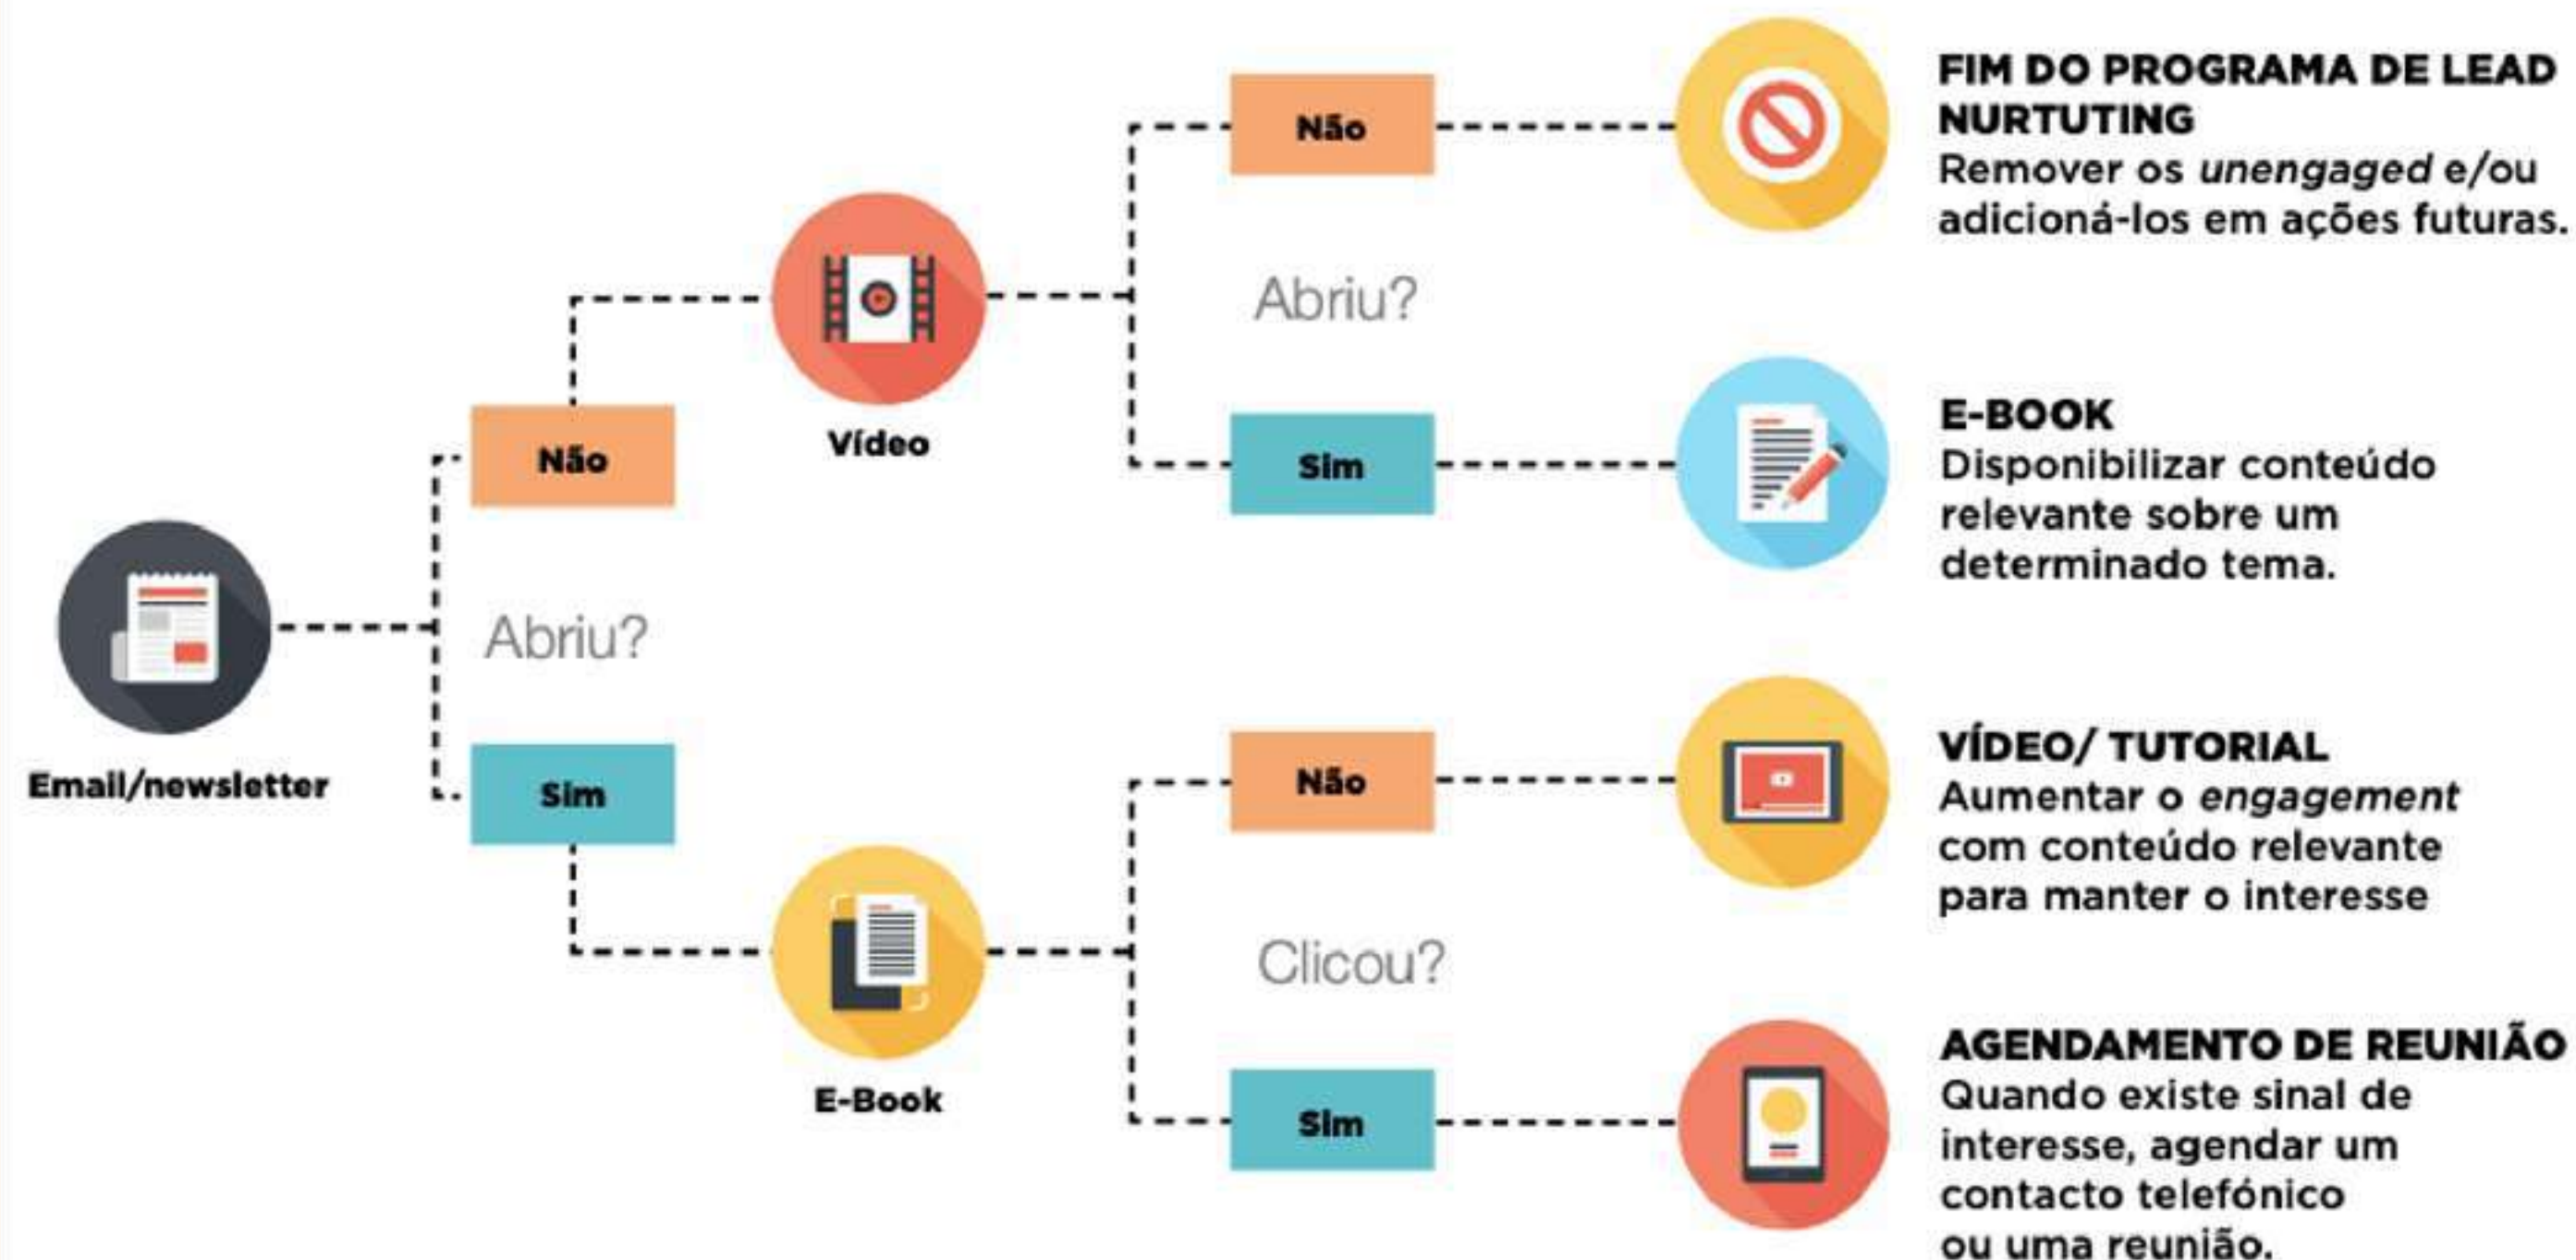 Email/newsletter
Abriu?
Não
Sim
Vídeo
E-Book
Abriu?
Não
Sim
Clicou?
Não
Sim
FIM DO PROGRAMA DE LEAD
NURTUTING
Remover os unengaged e/ou
adicioná-los em ações futuras.
E-BOOK
Disponibilizar conteúdo
relevante sobre um
determinado tema.
VÍDEO/ TUTORIAL
Aumentar o engagement
com conteúdo relevante
para manter o interesse
AGENDAMENTO DE REUNIÃO
Quando existe sinal de
interesse, agendar um
contacto telefónico
ou uma reunião.